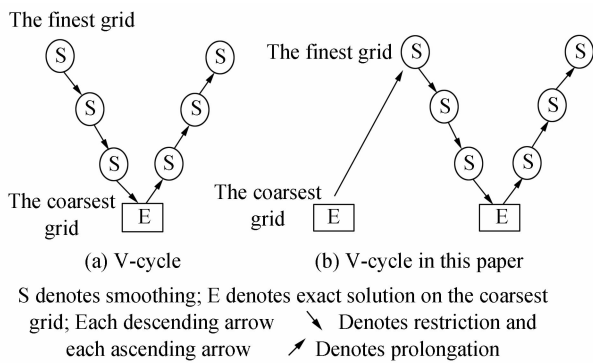 The finest grid
S
S
S
S
S
S
The coarsest
grid
E
(a) V-cycle
The finest grid
S
S
S
S
S
S
The coarsest
grid
E
E
(b) V-cycle in this paper
S denotes smoothing; E denotes exact solution on the coarsest
grid; Each descending arrow Denotes restriction and
each ascending arrow Denotes prolongation